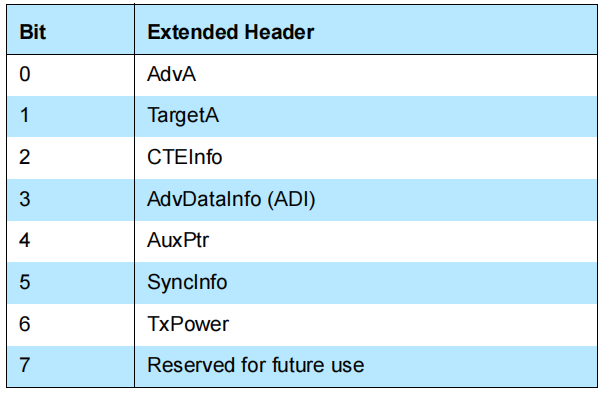 Bit Extended Header
0 AdvA
1 TargetA
2 CTEInfo
3 AdvDataInfo (ADI)
4 AuxPtr
5 SyncInfo
6 TxPower
7 Reserved for future use